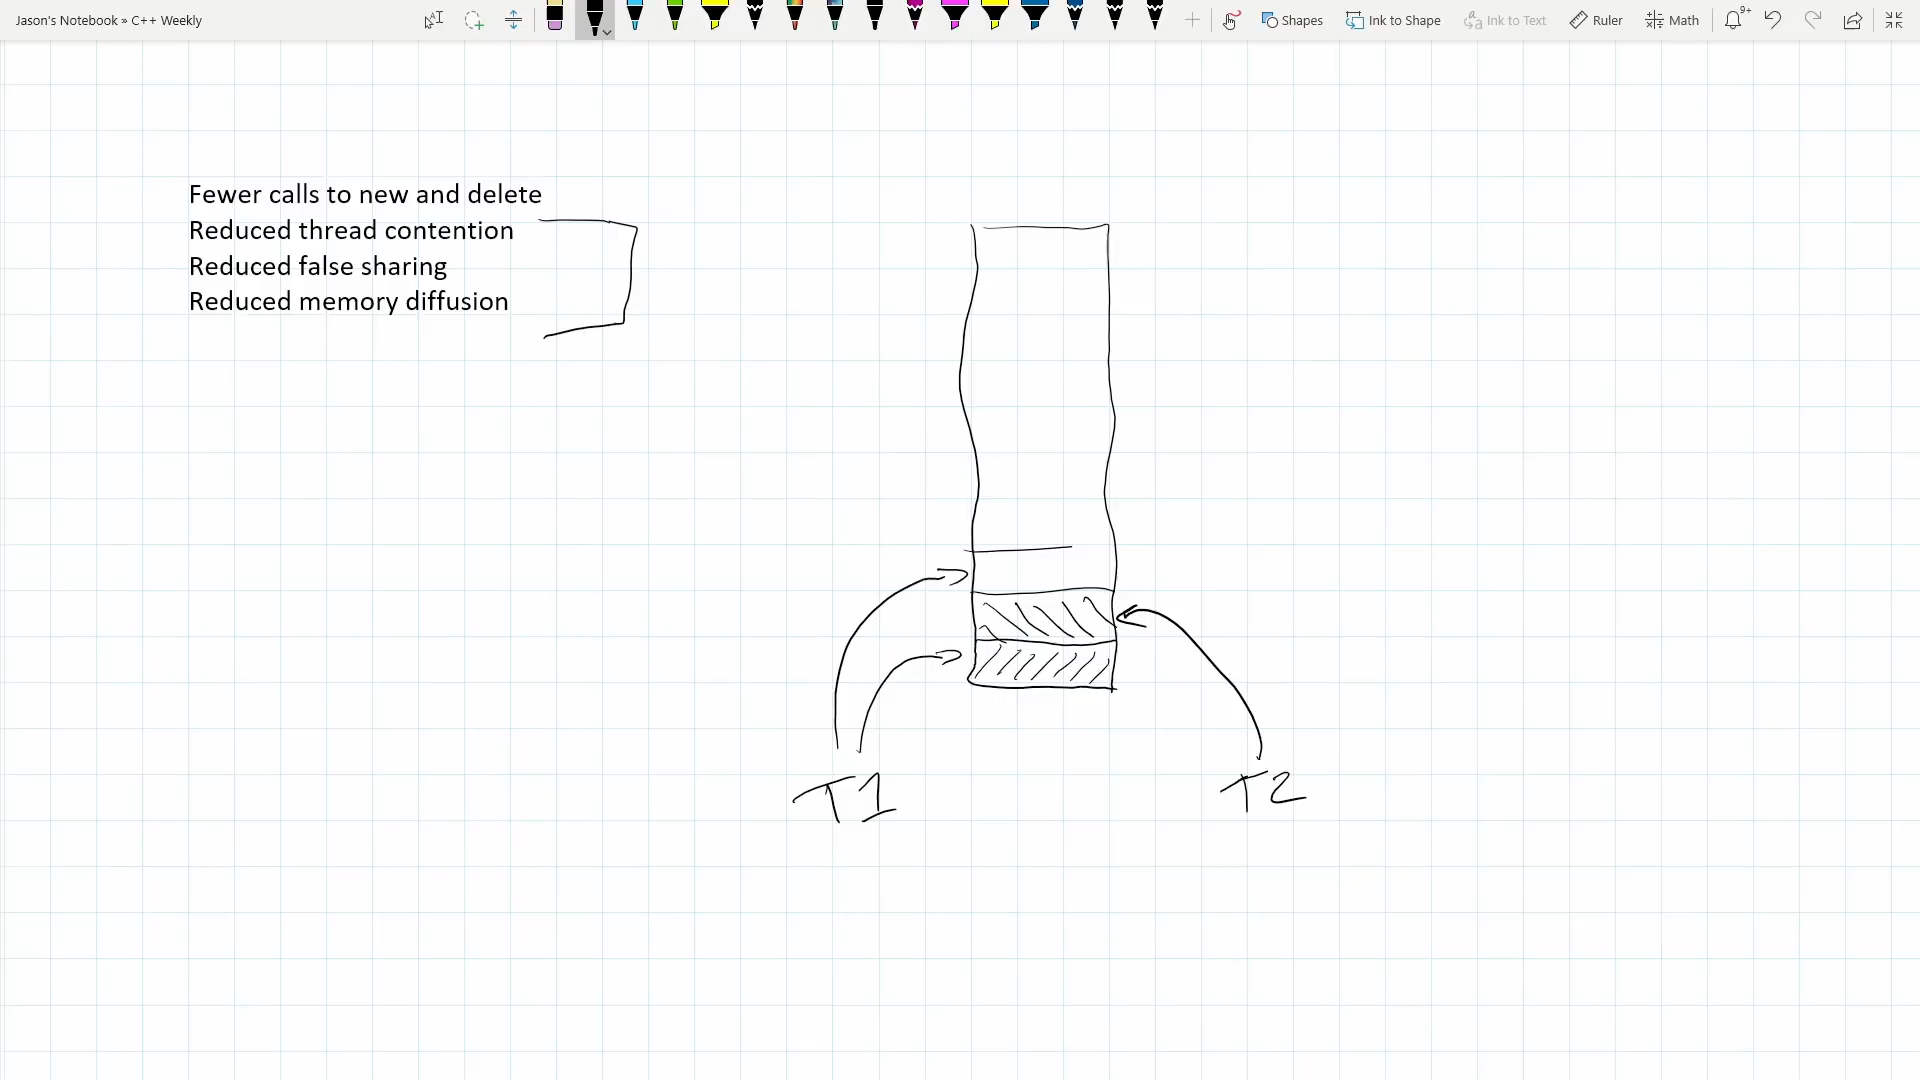 Jason's Notebook » C++ Weekly
Shapes
Ink to Shape
Ink to Text
Ruler
Math
9+
Fewer calls to new and delete
Reduced thread contention
Reduced false sharing
Reduced memory diffusion
T1
T2